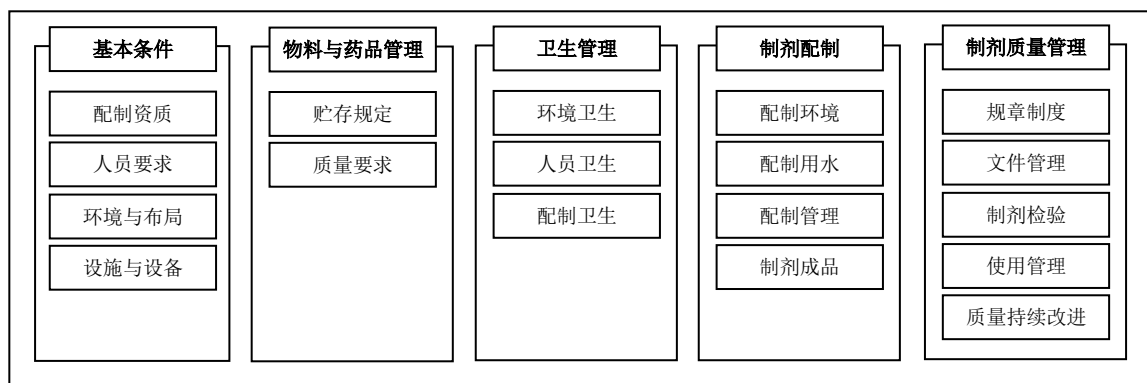 基本条件
配制资质
人员要求
环境与布局
设施与设备
物料与药品管理
贮存规定
质量要求
卫生管理
环境卫生
人员卫生
配制卫生
制剂配制
配制环境
配制用水
配制管理
制剂成品
制剂质量管理
规章制度
文件管理
制剂检验
使用管理
质量持续改进